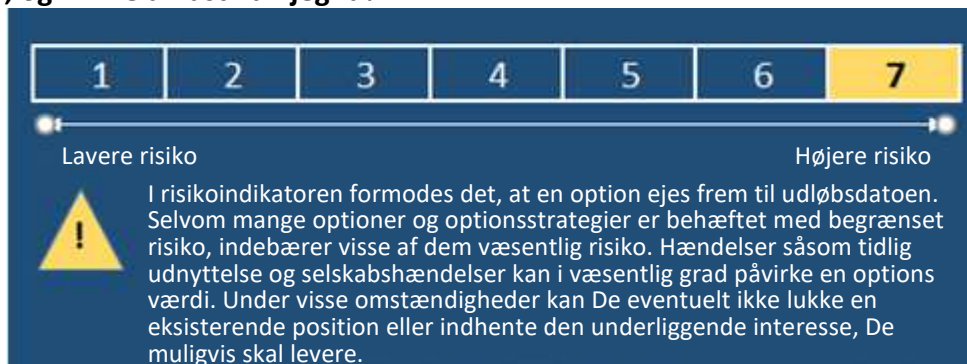 1 2 3 4 5 6 7
Lavere risiko Højere risiko
I risikoindikatoren formodes det, at en option ejes frem til udløbsdatoen.
Selvom mange optioner og optionsstrategier er behæftet med begrænset
risiko, indebærer visse af dem væsentlig risiko. Hændelser såsom tidlig
udnyttelse og selskabshændelser kan i væsentlig grad påvirke en options
værdi. Under visse omstændigheder kan De eventuelt ikke lukke en
eksisterende position eller indhente den underliggende interesse, De
muligvis skal levere.